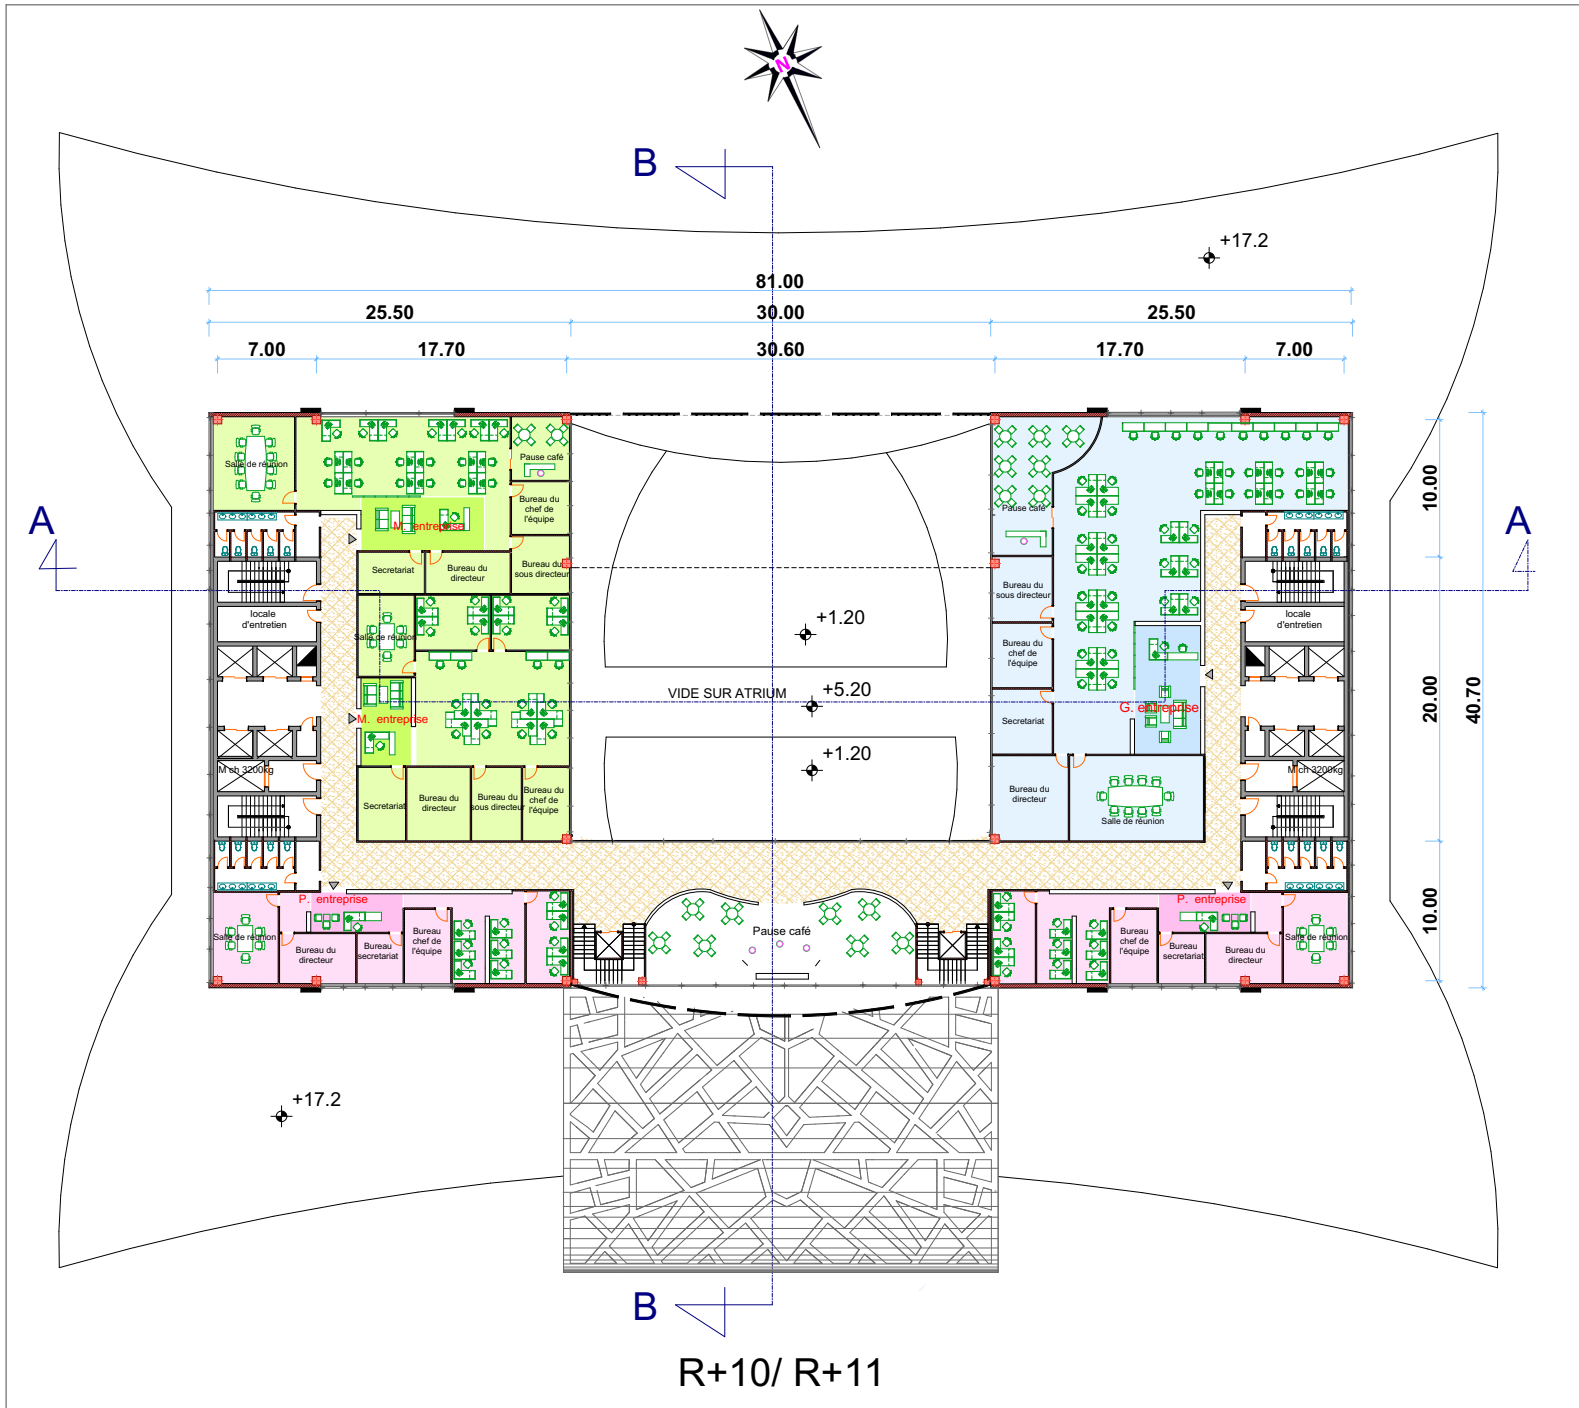 N
B
+17.2
81.00
25.50
30.00
25.50
7.00
17.70
30.60
17.70
7.00
A
A
10.00
20.00
10.00
40.70
Salle de réunion
Pause café
Bureau du
chef de
l'équipe
M. entreprise
Secretariat
Bureau du
directeur
Bureau du
sous directeur
locale
d'entretien
Salle de réunion
M. entreprise
M ch 3200kg
Secretariat
Bureau du
directeur
Bureau du
sous directeur
Bureau du
chef de
l'équipe
P. entreprise
Salle de réunion
Bureau du
directeur
Bureau
secretariat
Bureau
chef de
l'équipe
+1.20
VIDE SUR ATRIUM
+5.20
+1.20
Pause café
Pause café
Bureau du
sous directeur
Bureau du
chef de
l'équipe
Secretariat
G. entreprise
Bureau du
directeur
Salle de réunion
locale
d'entretien
M ch 3200kg
P. entreprise
Bureau
chef de
l'équipe
Bureau
secretariat
Bureau du
directeur
Salle de réunion
+17.2
B
R+10/ R+11